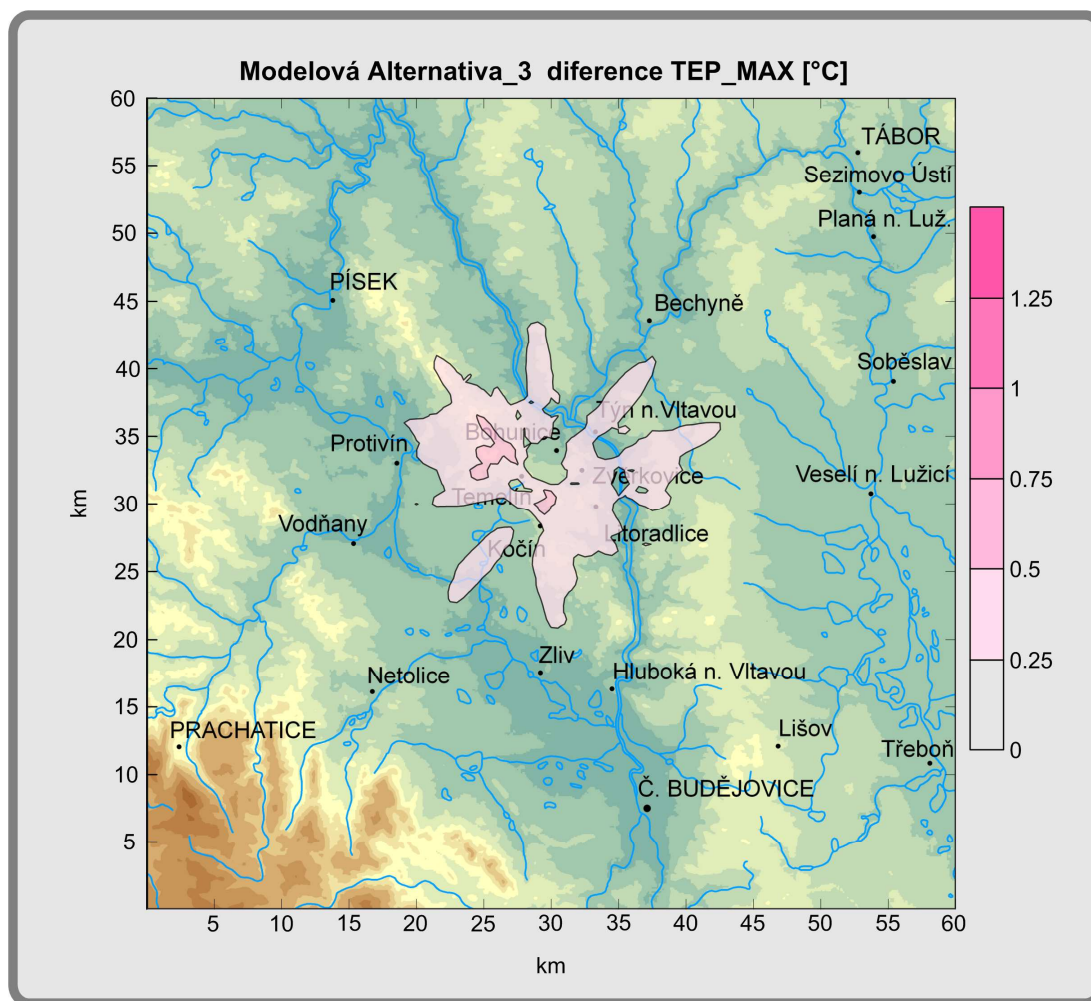 Modelová Alternativa_3 diference TEP_MAX [°C]
60
55
50
45
40
35
30
25
20
15
10
5
km
TÁBOR
Sezimovo Ústí
Planá n. Luž.
PÍSEK
Bechyně
Soběslav
Týn n.Vltavou
Bohunice
Protivín
Zvěrkovice
Veselí n. Lužicí
Temelín
Vodňany
Litoradlice
Kočín
Zliv
Hluboká n. Vltavou
Netolice
PRACHATICE
Lišov
Třeboň
Č. BUDĚJOVICE
1.25
1
0.75
0.5
0.25
0
5 10 15 20 25 30 35 40 45 50 55 60
km